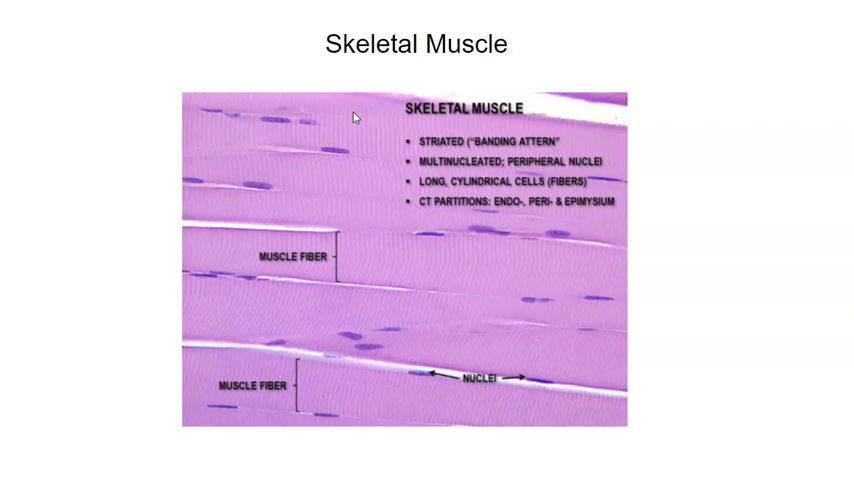 Skeletal Muscle
SKELETAL MUSCLE
▪ STRIATED ("BANDING ATTERN"
▪ MULTINUCLEATED; PERIPHERAL NUCLEI
▪ LONG, CYLINDRICAL CELLS (FIBERS)
▪ CT PARTITIONS: ENDO-, PERI- & EPIMYSIUM
MUSCLE FIBER
NUCLEI
MUSCLE FIBER